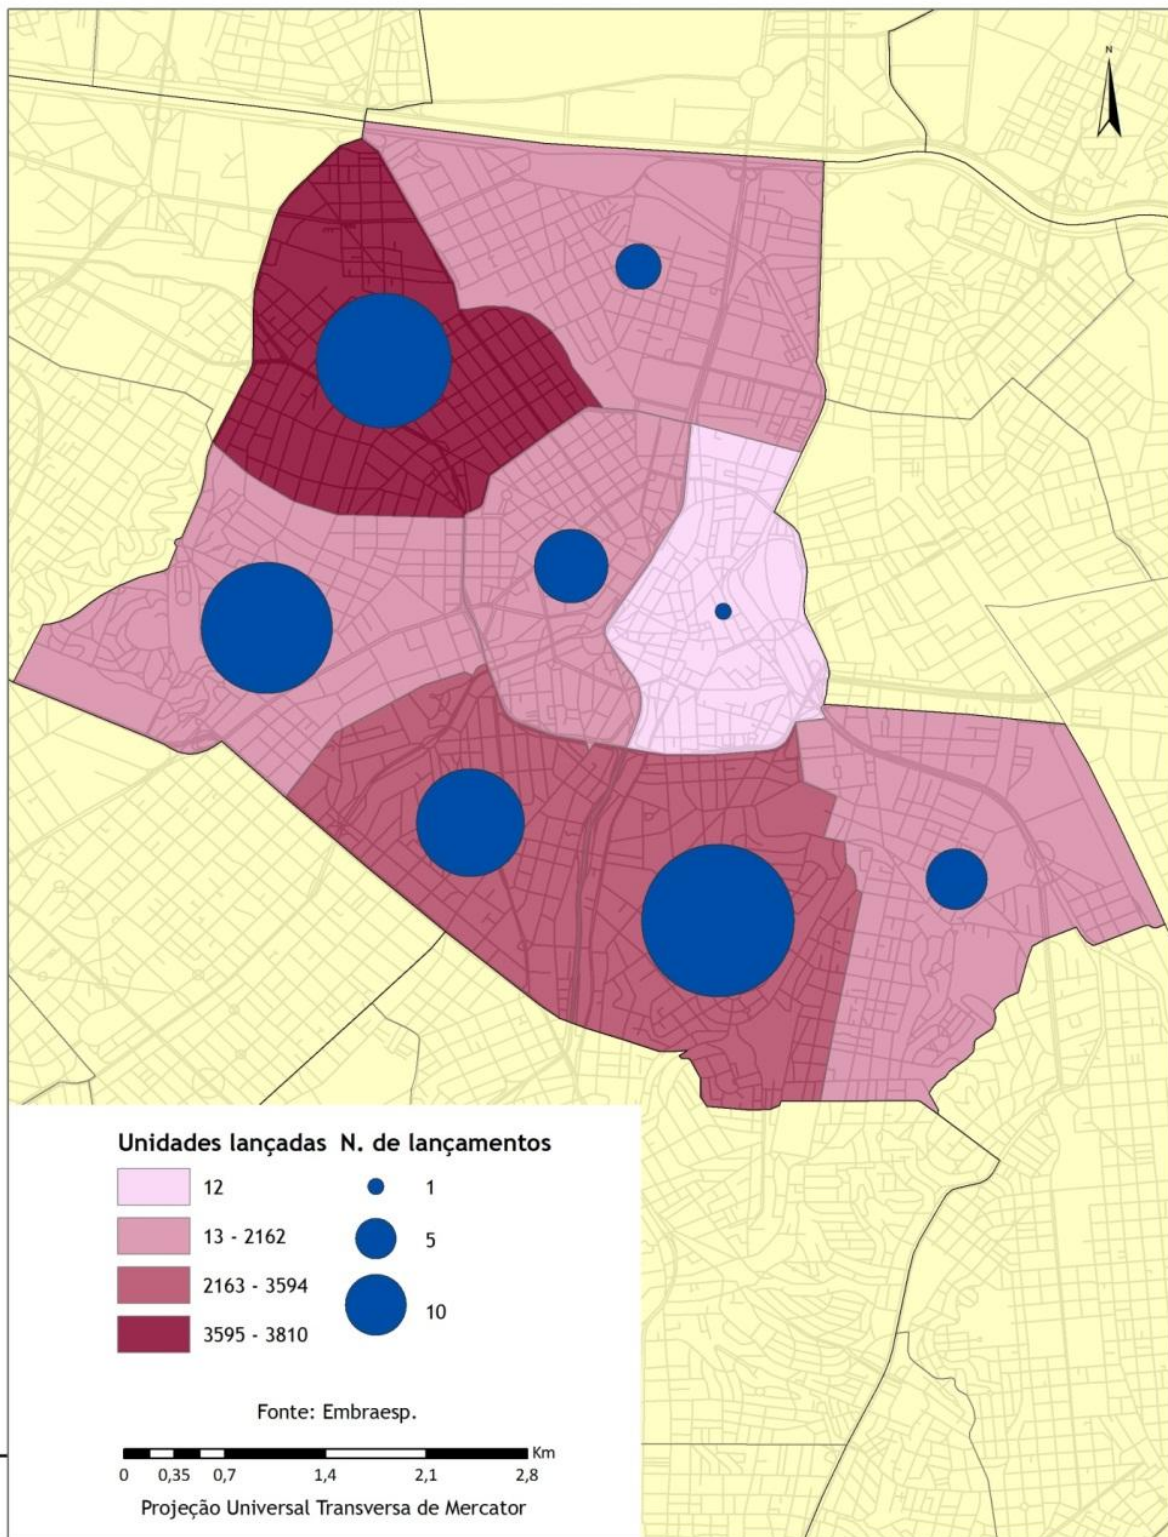 N
Unidades lançadas N. de lançamentos
12 1
13 - 2162 5
2163 - 3594 10
3595 - 3810
Fonte: Embraesp.
Km
0 0,35 0,7 1,4 2,1 2,8
Projeção Universal Transversa de Mercator